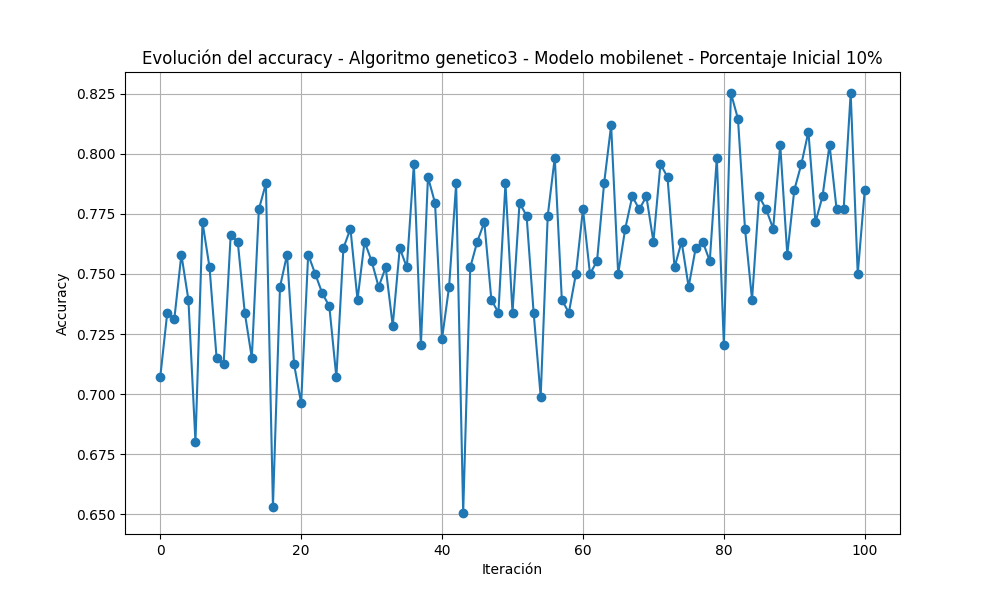 Evolución del accuracy - Algoritmo genetico3 - Modelo mobilenet - Porcentaje Inicial 10%
0.825
0.800
0.775
0.750
0.725
0.700
0.675
0.650
Accuracy
0 20 40 60 80 100
Iteración